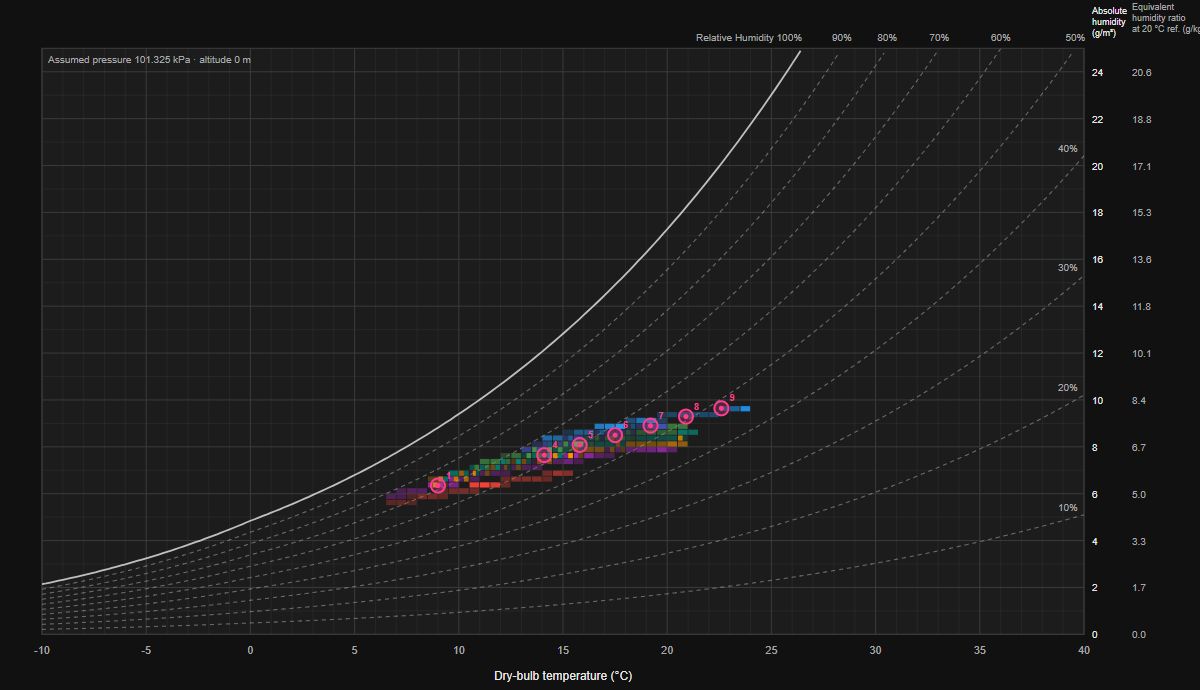 Absolute
humidity
(g/m³)
Equivalent
humidity ratio
at 20 °C ref. (g/kg
Relative Humidity 100% 90% 80% 70% 60% 50%
Assumed pressure 101.325 kPa · altitude 0 m
24 20.6
22 18.8
40%
20 17.1
18 15.3
16 13.6
30%
14 11.8
12 10.1
20%
10 8.4
9
8
7
6
5
4
8 6.7
6 5.0
10%
4 3.3
2 1.7
0 0.0
-10 -5 0 5 10 15 20 25 30 35 40
Dry-bulb temperature (°C)